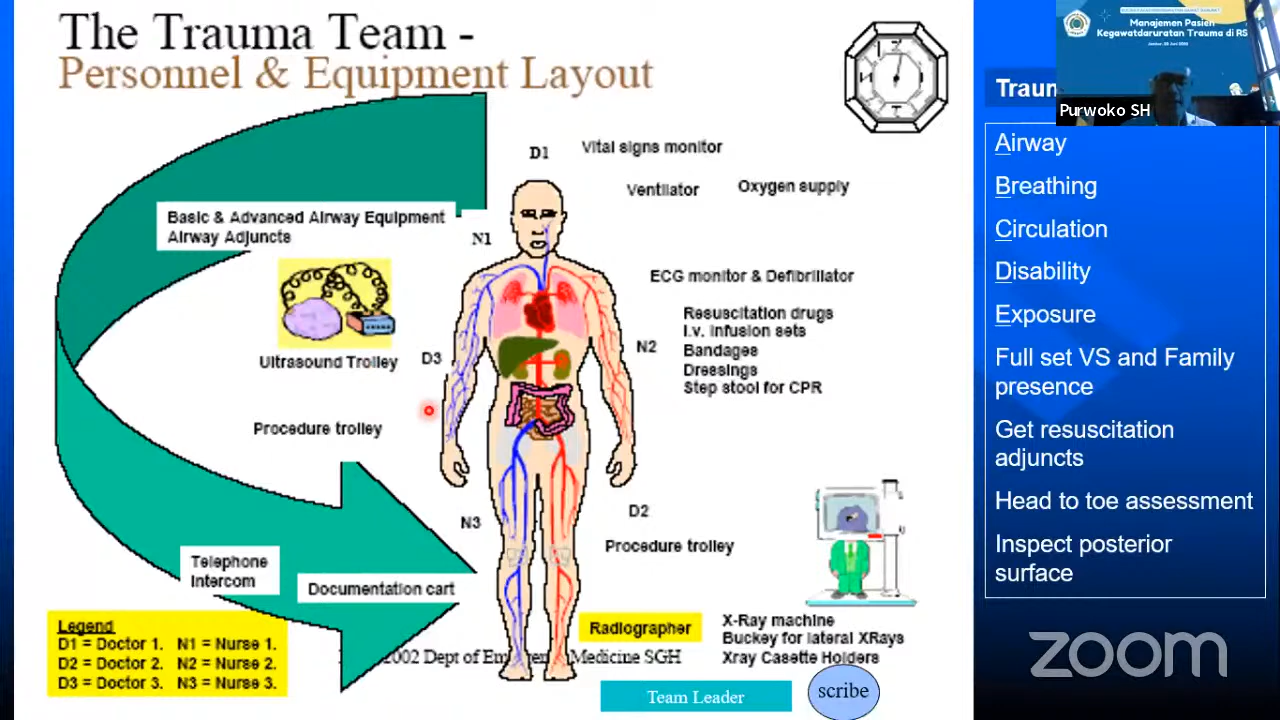 The Trauma Team -
Personnel & Equipment Layout
D1
Vital signs monitor
Ventilator
Oxygen supply
Basic & Advanced Airway Equipment
Airway Adjuncts
N1
ECG monitor & Defibrillator
Resuscitation drugs
I.v. infusion sets
Bandages
Dressings
Step stool for CPR
N2
Ultrasound Trolley
D3
Procedure trolley
N3
D2
Procedure trolley
Telephone
Intercom
Documentation cart
Legend
D1 = Doctor 1. N1 = Nurse 1.
D2 = Doctor 2. N2 = Nurse 2.
D3 = Doctor 3. N3 = Nurse 3.
Radiographer
X-Ray machine
Buckey for lateral XRays
Xray Casette Holders
2002 Dept of Medicine SGH
Team Leader
scribe
Manajemen Pasien
Kegawatdaruratan Trauma di RS
Purwoko SH
Airway
Breathing
Circulation
Disability
Exposure
Full set VS and Family
presence
Get resuscitation
adjuncts
Head to toe assessment
Inspect posterior
surface
zoom